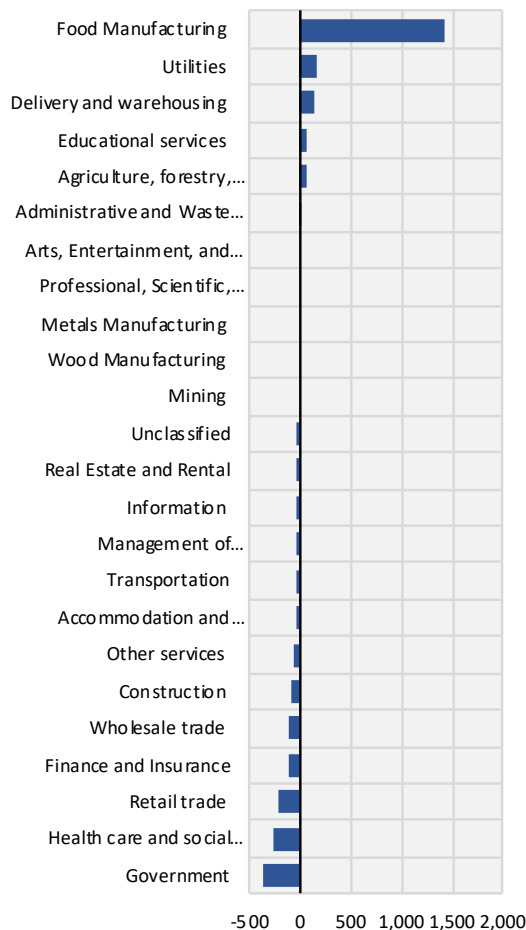 Food Manufacturing
Utilities
Delivery and warehousing
Educational services
Agriculture, forestry,...
Administrative and Waste...
Arts, Entertainment, and...
Professional, Scientific,...
Metals Manufacturing
Wood Manufacturing
Mining
Unclassified
Real Estate and Rental
Information
Management of...
Transportation
Accommodation and ...
Other services
Construction
Wholesale trade
Finance and Insurance
Retail trade
Health care and social...
Government
-500 0 500 1,000 1,500 2,000